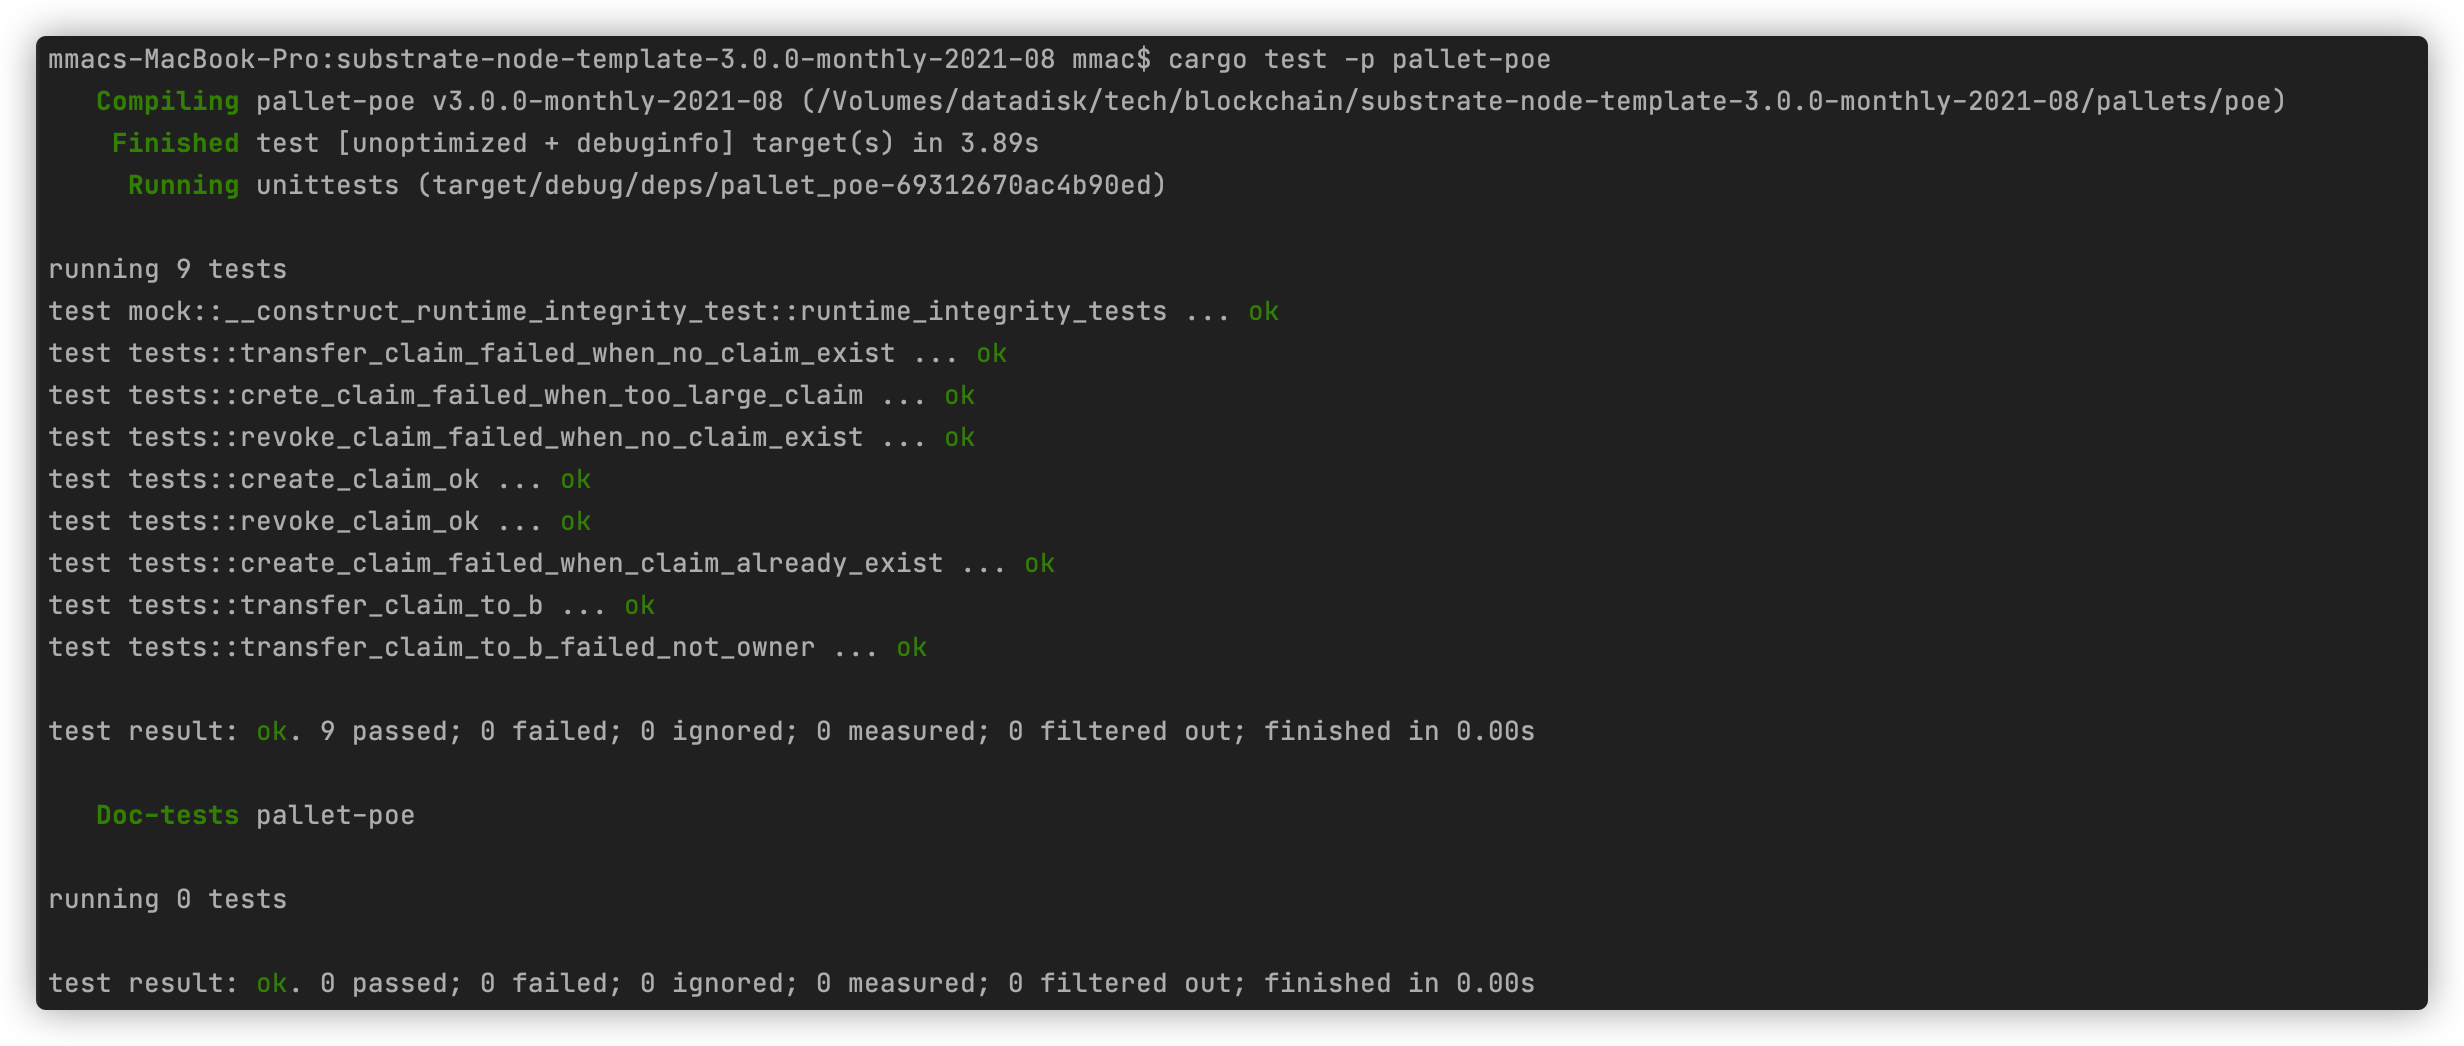 mmacs-MacBook-Pro:substrate-node-template-3.0.0-monthly-2021-08 mmac$ cargo test -p pallet-poe
Compiling pallet-poe v3.0.0-monthly-2021-08 (/Volumes/datadisk/tech/blockchain/substrate-node-template-3.0.0-monthly-2021-08/pallets/poe)
Finished test [unoptimized + debuginfo] target(s) in 3.89s
Running unittests (target/debug/deps/pallet_poe-69312670ac4b90ed)
running 9 tests
test mock::__construct_runtime_integrity_test::runtime_integrity_tests ... ok
test tests::transfer_claim_failed_when_no_claim_exist ... ok
test tests::crete_claim_failed_when_too_large_claim ... ok
test tests::revoke_claim_failed_when_no_claim_exist ... ok
test tests::create_claim_ok ... ok
test tests::revoke_claim_ok ... ok
test tests::create_claim_failed_when_claim_already_exist ... ok
test tests::transfer_claim_to_b ... ok
test tests::transfer_claim_to_b_failed_not_owner ... ok
test result: ok. 9 passed; 0 failed; 0 ignored; 0 measured; 0 filtered out; finished in 0.00s
Doc-tests pallet-poe
running 0 tests
test result: ok. 0 passed; 0 failed; 0 ignored; 0 measured; 0 filtered out; finished in 0.00s